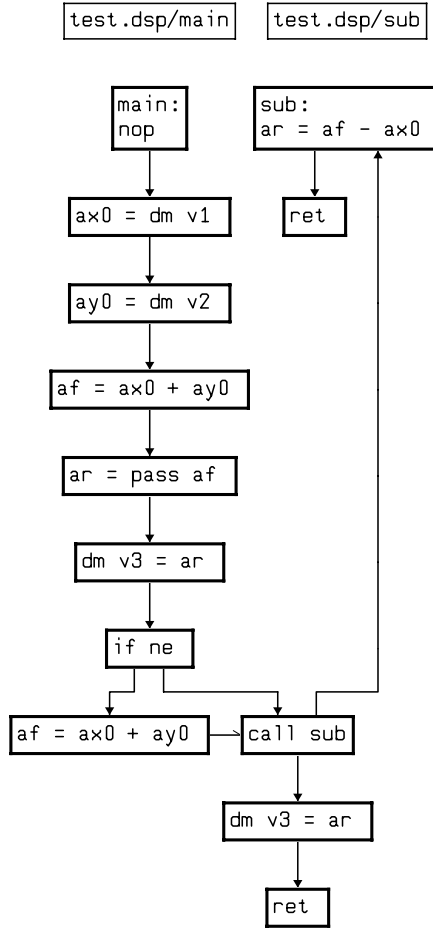 test.dsp/main
test.dsp/sub
main:
nop
sub:
ar = af - ax0
ax0 = dm v1
ret
ay0 = dm v2
af = ax0 + ay0
ar = pass af
dm v3 = ar
if ne
af = ax0 + ay0
call sub
dm v3 = ar
ret